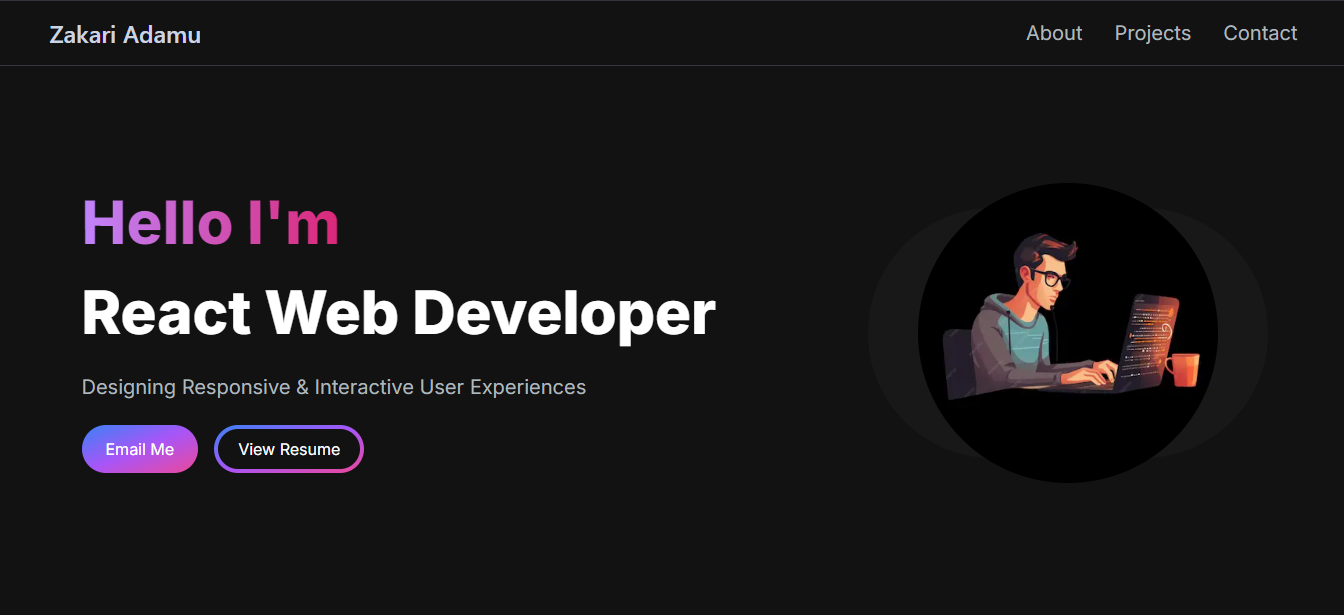 Zakari Adamu
About Projects Contact
Hello I'm
React Web Developer
Designing Responsive & Interactive User Experiences
Email Me View Resume